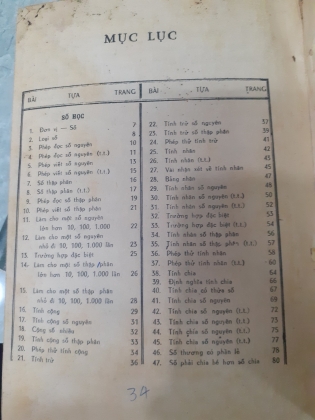 MỤC LỤC
BÀI TỰA TRANG
SỐ HỌC
1. Đơn vị — Số 7
2. Loại số 8
3. Phép đọc số nguyên 10
4. Phép đọc số nguyên (t.t.) 11
5. Phép viết số nguyên 13
6. Phép viết số nguyên (t.t.) 15
7. Số thập phân 16
8. Số thập phân (t.t.) 17
9. Phép đọc số thập phân 19
10. Phép viết số thập phân 21
11. Làm cho một số nguyên
lớn hơn 10, 100, 1.000 22
12. Làm cho một số nguyên
nhỏ đi 10, 100, 1.000 23
13. Trường hợp đặc biệt 25
14. Làm cho một số thập phân
lớn hơn 10, 100, 1.000 lần 26
15. Làm cho một số thập phân
nhỏ đi 10, 100, 1.000 lần 28
16. Tính cộng 29
17. Tính cộng số nguyên 31
18. Cộng số nhiều 32
19. Tính cộng số thập phân 33
20. Phép thử tính cộng 34
21. Tính trừ 36
BÀI TỰA TRANG
22. Tính trừ số nguyên 37
23. Tính trừ số thập phân 39
24. Phép thử tính trừ 41
25. Tính nhân 43
26. Tính nhân (t.t.) 45
27. Vài nhận xét về tính nhân 46
28. Bảng nhân 47
29. Tính nhân số nguyên 48
30. Tính nhân số nguyên (t.t.) 50
31. Tính nhân số nguyên (t.t.) 52
32. Trường hợp đặc biệt 53
33. Trường hợp đặc biệt (t.t.) 54
34. Tính nhân số thập phân 56
35. Tính nhân số thập phân (t.t.) 57
36. Phép thử tính nhân 58
37. Phép thử tính nhân (t.t.) 60
38. Tính chia 64
39. Định nghĩa tính chia 66
40. Tính chia có thừa số 67
41. Tính chia số nguyên 69
42. Tính chia số nguyên (t.t.) 70
43. Tính chia số nguyên (t.t.) 72
44. Tính chia số nguyên (t.t.) 75
45. Tính chia số nguyên (t.t.) 77
46. Số thương có phân lẻ 78
47. Số phải chia bé hơn số chia 80
34